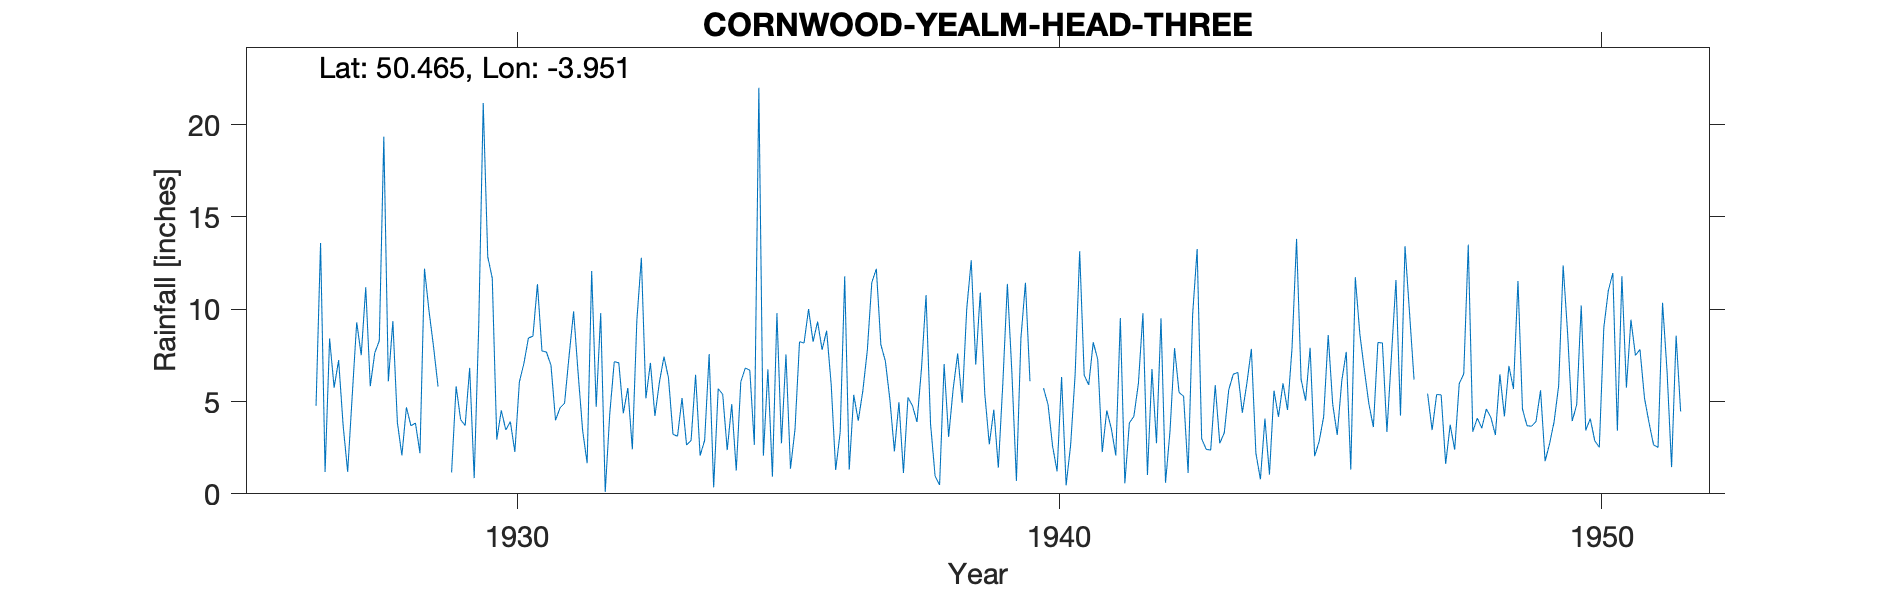 CORNWOOD-YEALM-HEAD-THREE
Lat: 50.465, Lon: -3.951
Rainfall [inches]
20
15
10
5
0
1930 1940 1950
Year